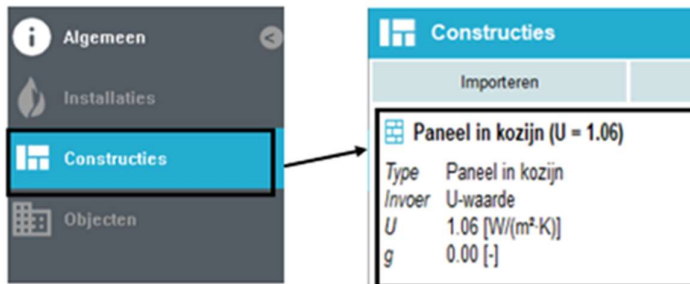 Algemeen
Installaties
Constructies
Objecten
Constructies
Importeren
Paneel in kozijn (U = 1.06)
Type Paneel in kozijn
Invoer U-waarde
U 1.06 [W/(m²·K)]
g 0.00 [-]